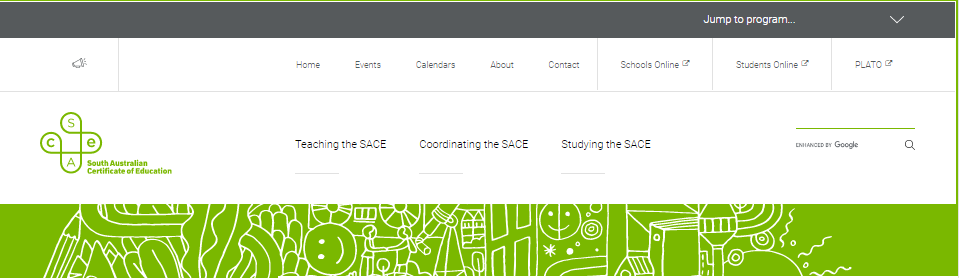 Jump to program...
Home Events Calendars About Contact Schools Online Students Online PLATO
S
C e
A
South Australian
Certificate of Education
Teaching the SACE Coordinating the SACE Studying the SACE
ENHANCED BY Google